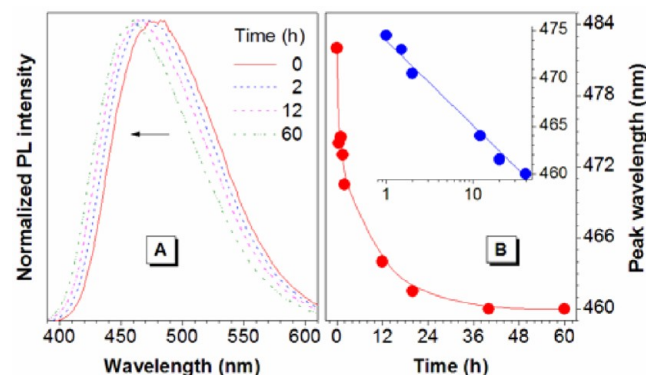 Normalized PL intensity
Time (h)
0
2
12
60
A
400 450 500 550 600
Wavelength (nm)
475
470
465
460
1 10
B
484
478
472
466
460
Peak wavelength (nm)
0 12 24 36 48 60
Time (h)